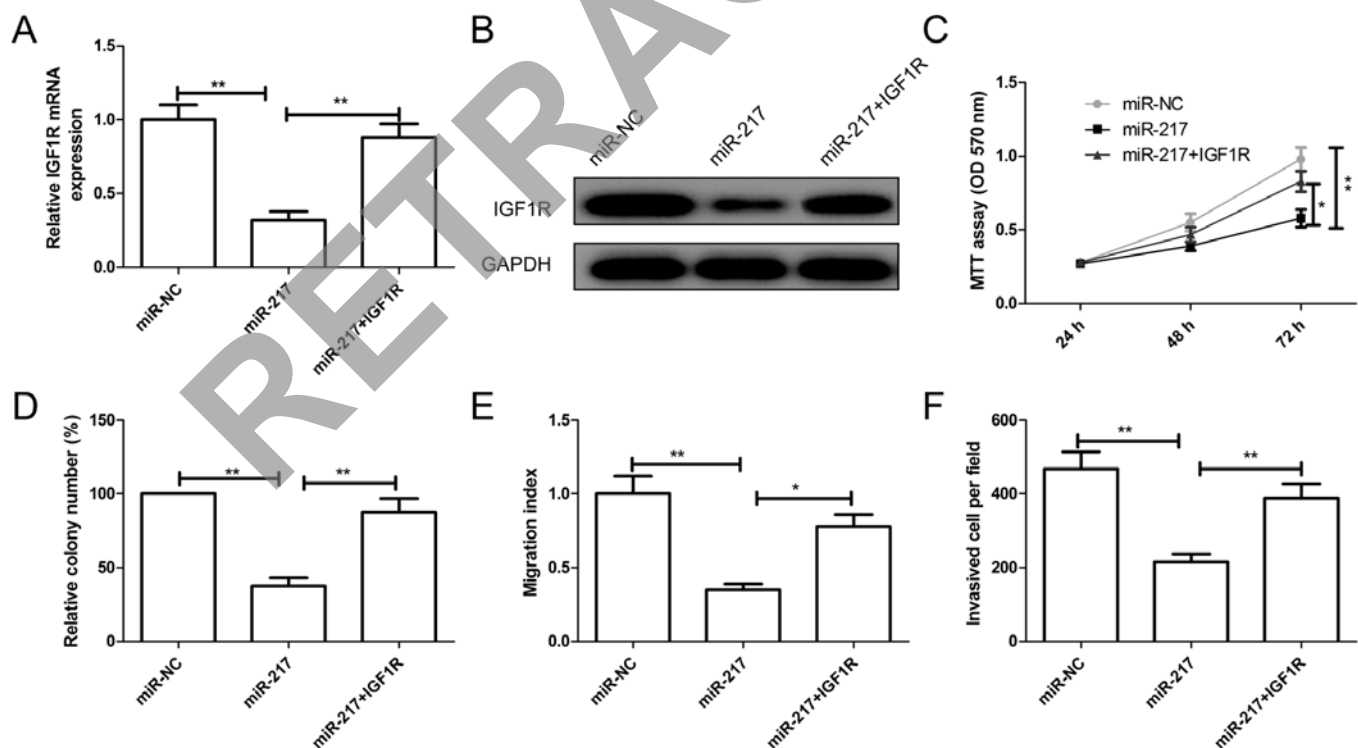 A
Relative IGF1R mRNA
expression
1.5
1.0
0.5
0.0
**
**
miR-NC
miR-217
miR-217+IGF1R
B
miR-NC
miR-217
miR-217+IGF1R
IGF1R
GAPDH
C
MTT assay (OD 570 nm)
1.5
1.0
0.5
0.0
miR-NC
miR-217
miR-217+IGF1R
*
**
24 h
48 h
72 h
D
Relative colony number (%)
150
100
50
0
**
**
miR-NC
miR-217
miR-217+IGF1R
E
Migration index
1.5
1.0
0.5
0.0
**
*
miR-NC
miR-217
miR-217+IGF1R
F
Invasived cell per field
600
400
200
0
**
**
miR-NC
miR-217
miR-217+IGF1R
RETRAC